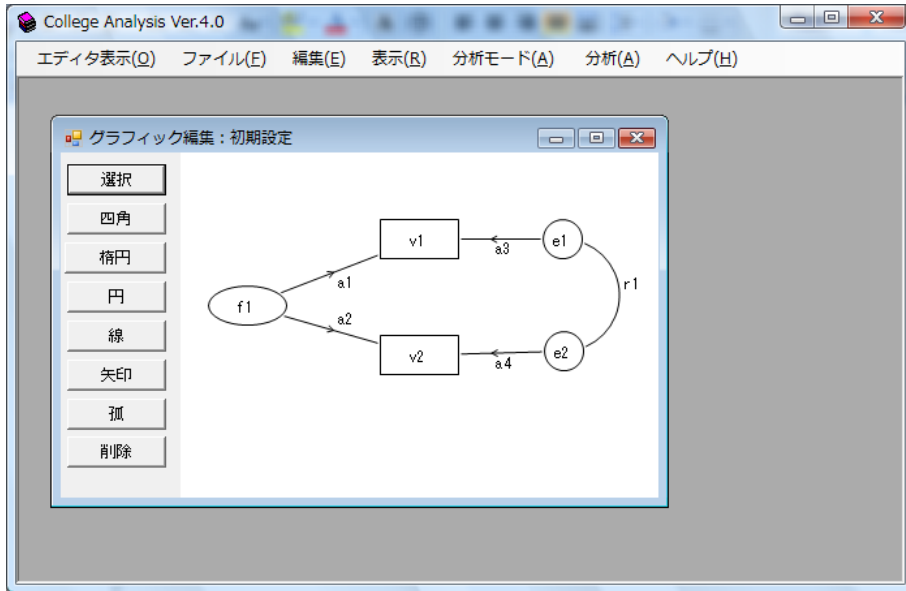 College Analysis Ver.4.0
エディタ表示(O) ファイル(F) 編集(E) 表示(R) 分析モード(A) 分析(A) ヘルプ(H)
グラフィック編集:初期設定
選択
四角
楕円
円
線
矢印
孤
削除
v1
a3
e1
a1
r1
f1
a2
v2
a4
e2